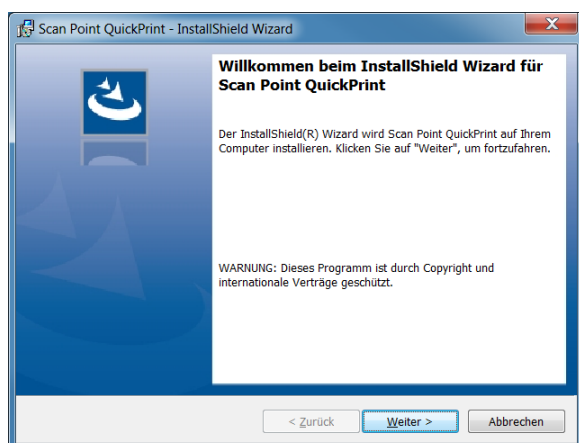 Scan Point QuickPrint - InstallShield Wizard
Willkommen beim InstallShield Wizard für
Scan Point QuickPrint
Der InstallShield(R) Wizard wird Scan Point QuickPrint auf Ihrem
Computer installieren. Klicken Sie auf "Weiter", um fortzufahren.
WARNUNG: Dieses Programm ist durch Copyright und
internationale Verträge geschützt.
< Zurück Weiter > Abbrechen